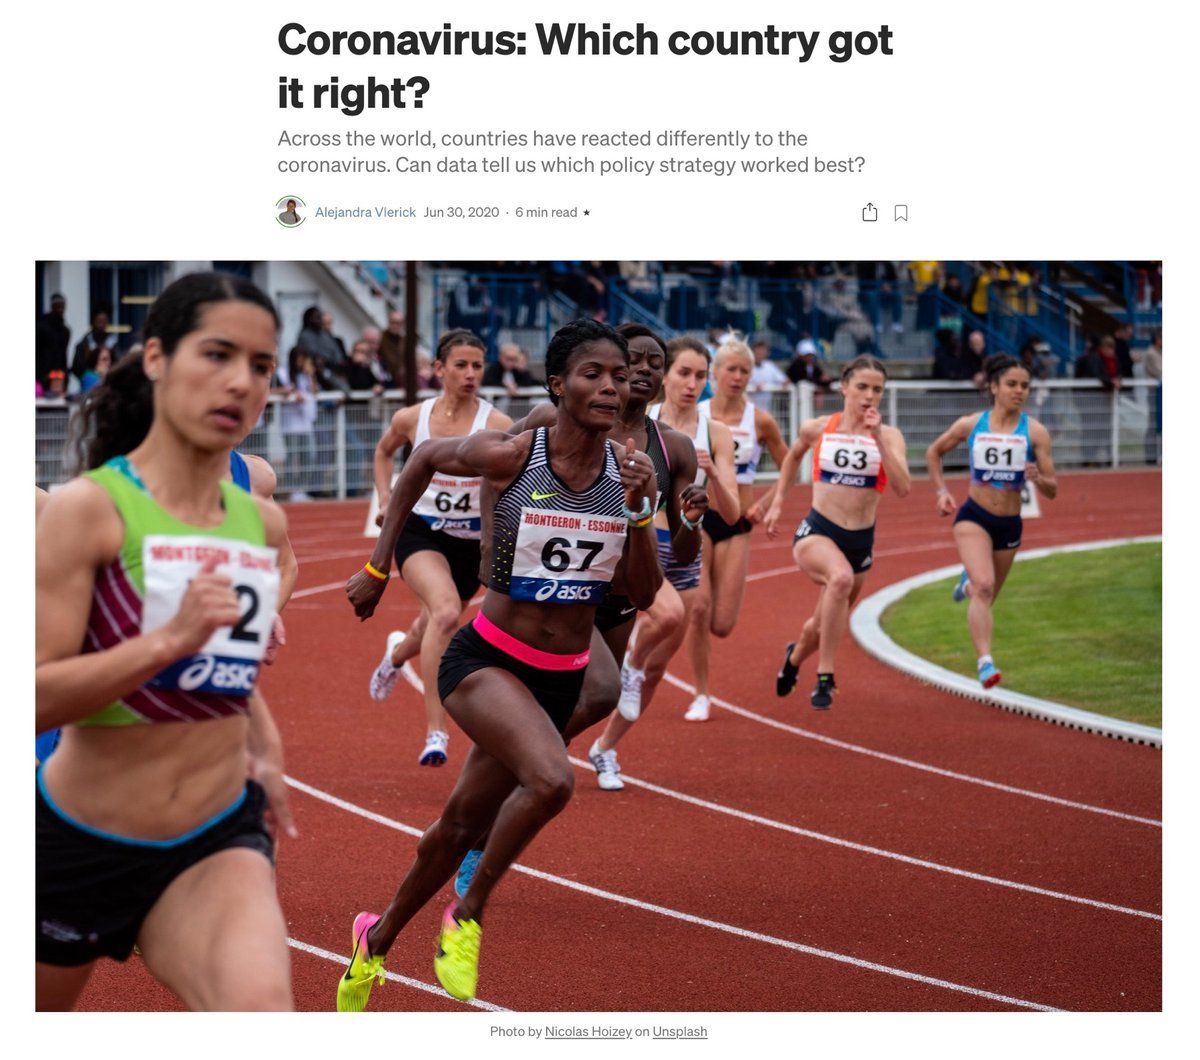 Coronavirus: Which country got
it right?
Across the world, countries have reacted differently to the
coronavirus. Can data tell us which policy strategy worked best?
Alejandra Vlerick Jun 30, 2020 · 6 min read ★
64
asics
MONTGERON - ESSONNE
67
asics
2
63
asics
61
asics
2
asics
Photo by Nicolas Hoizey on Unsplash